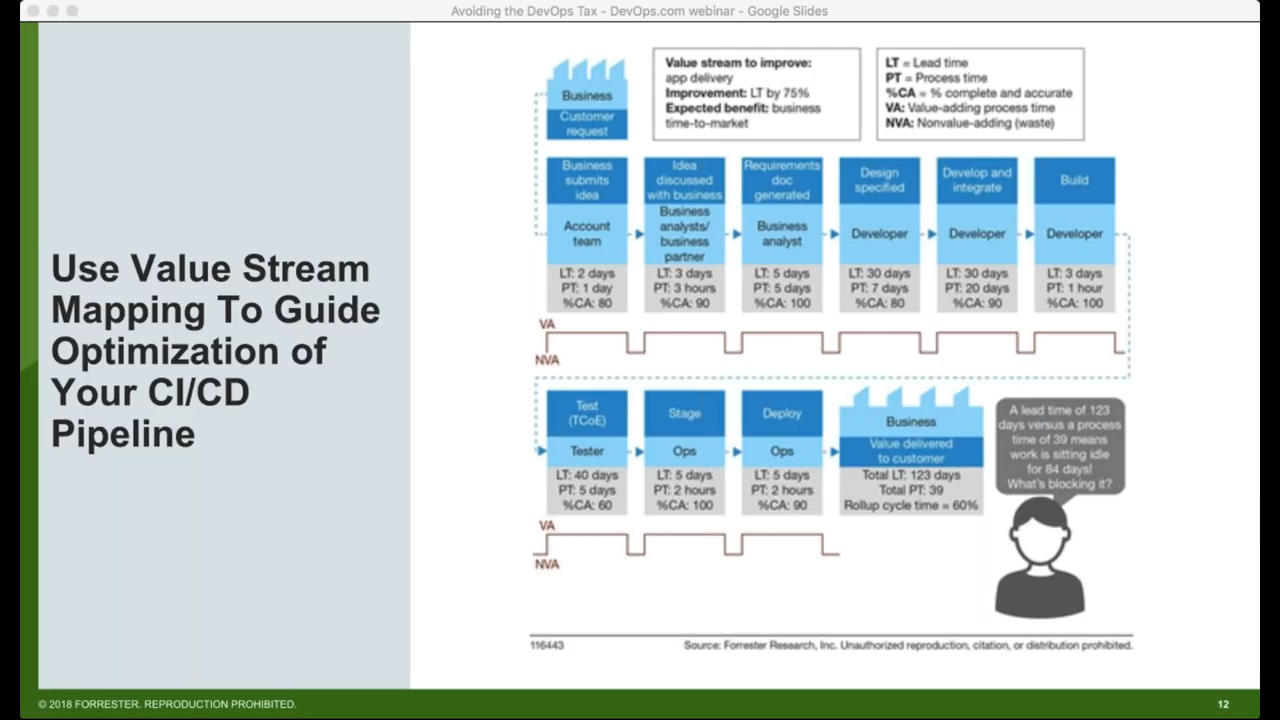 Avoiding the DevOps Tax - DevOps.com webinar - Google Slides
Use Value Stream
Mapping To Guide
Optimization of
Your CI/CD
Pipeline
Business
Customer
request
Value stream to improve:
app delivery
Improvement: LT by 75%
Expected benefit: business
time-to-market
LT = Lead time
PT = Process time
%CA = % complete and accurate
VA: Value-adding process time
NVA: Nonvalue-adding (waste)
Business
submits
idea
Account
team
LT: 2 days
PT: 1 day
%CA: 80
Idea
discussed
with business
Business
analysts/
business
partner
LT: 3 days
PT: 3 hours
%CA: 90
Requirements
doc
generated
Business
analyst
LT: 5 days
PT: 5 days
%CA: 100
Design
specified
Developer
LT: 30 days
PT: 7 days
%CA: 80
Develop and
integrate
Developer
LT: 30 days
PT: 20 days
%CA: 90
Build
Developer
LT: 3 days
PT: 1 hour
%CA: 100
VA
NVA
Test
(TCoE)
Tester
LT: 40 days
PT: 5 days
%CA: 60
Stage
Ops
LT: 5 days
PT: 2 hours
%CA: 100
Deploy
Ops
LT: 5 days
PT: 2 hours
%CA: 90
Business
Value delivered
to customer
Total LT: 123 days
Total PT: 39
Rollup cycle time = 60%
A lead time of 123
days versus a process
time of 39 means
work is sitting idle
for 84 days!
What's blocking it?
VA
NVA
116443
Source: Forrester Research, Inc. Unauthorized reproduction, citation, or distribution prohibited.
© 2018 FORRESTER. REPRODUCTION PROHIBITED.
12